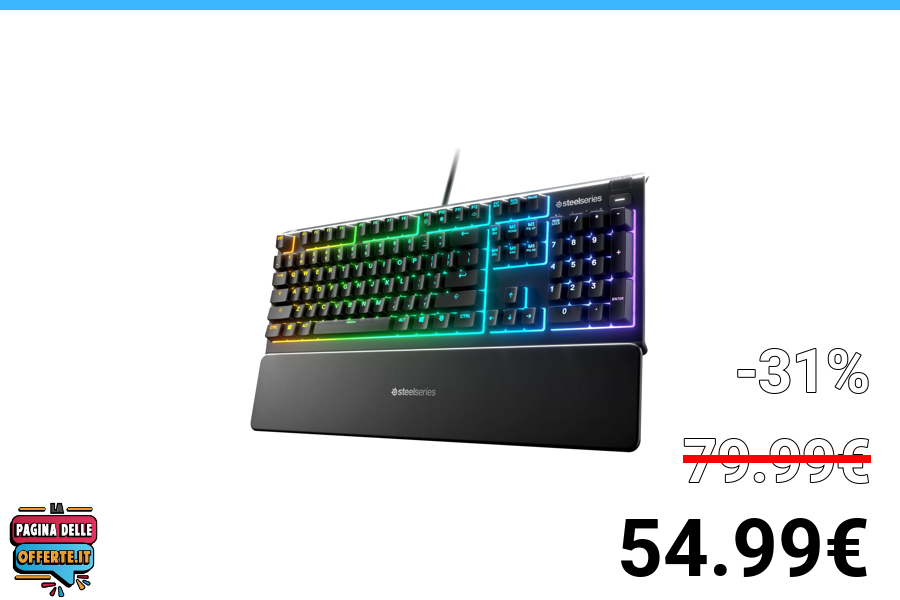 steelseries
steelseries
-31%
79.99€
54.99€
LA
PAGINA DELLE
OFFERTE.IT